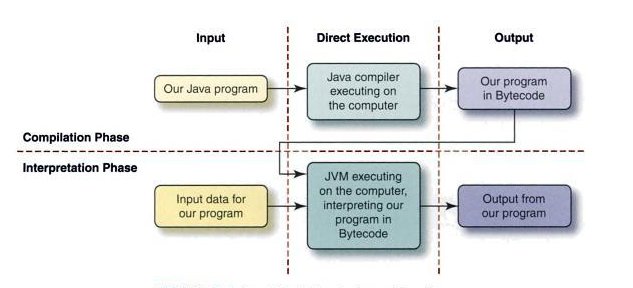 Input
Direct Execution
Output
Our Java program
Java compiler
executing on
the computer
Our program
in Bytecode
Compilation Phase
Interpretation Phase
Input data for
our program
JVM executing
on the computer,
interpreting our
program in
Bytecode
Output from
our program